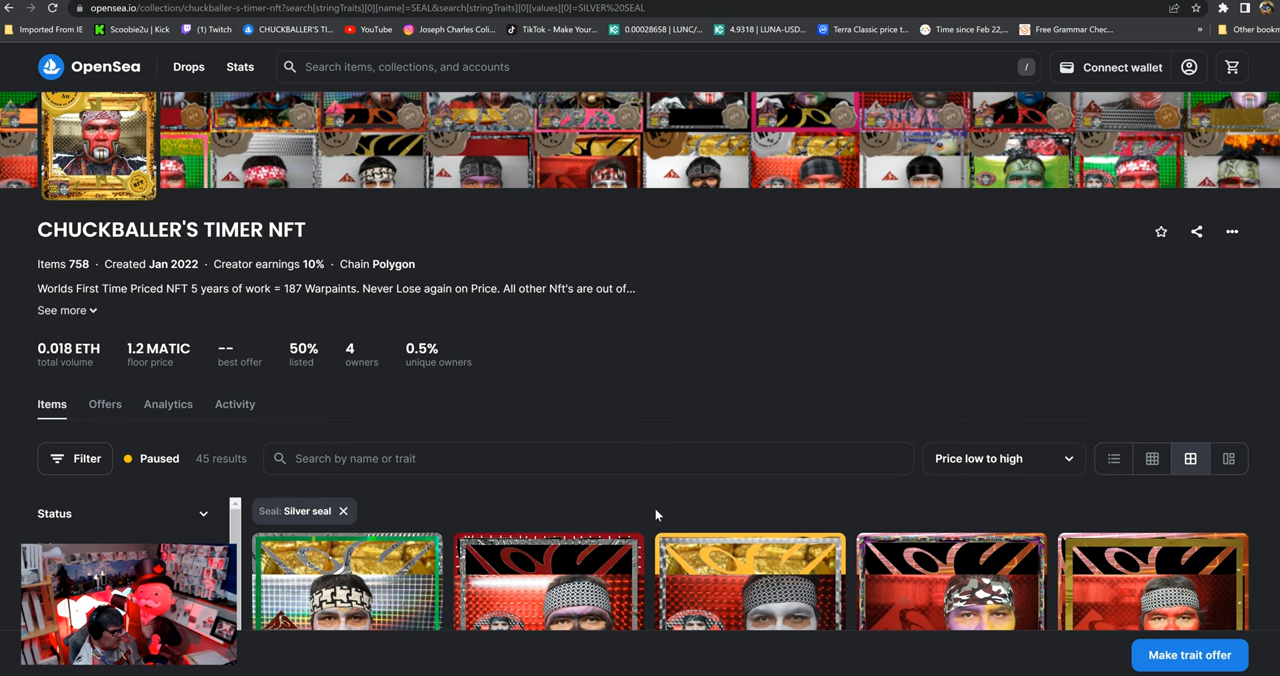 opensea.io/collection/chuckballer-s-timer-nft?search[stringTraits][0][name]=SEAL&search[stringTraits][0][values][0]=SILVER%20SEAL
Imported From IE Scoobie2u | Kick (1) Twitch CHUCKBALLER'S TI... YouTube Joseph Charles Coli... TikTok - Make Your... 0.00028658 | LUNC/... 4.9318 | LUNA-USD... Terra Classic price t... Time since Feb 22,... Free Grammar Chec... » Other bookm
OpenSea Drops Stats Search items, collections, and accounts / Connect wallet
CHUCKBALLER'S TIMER NFT
Items 758 · Created Jan 2022 · Creator earnings 10% · Chain Polygon
Worlds First Time Priced NFT 5 years of work = 187 Warpaints. Never Lose again on Price. All other Nft's are out of...
See more
0.018 ETH 1.2 MATIC -- 50% 4 0.5%
total volume floor price best offer listed owners unique owners
Items Offers Analytics Activity
Filter Paused 45 results Search by name or trait Price low to high
Status
Seal: Silver seal
Make trait offer